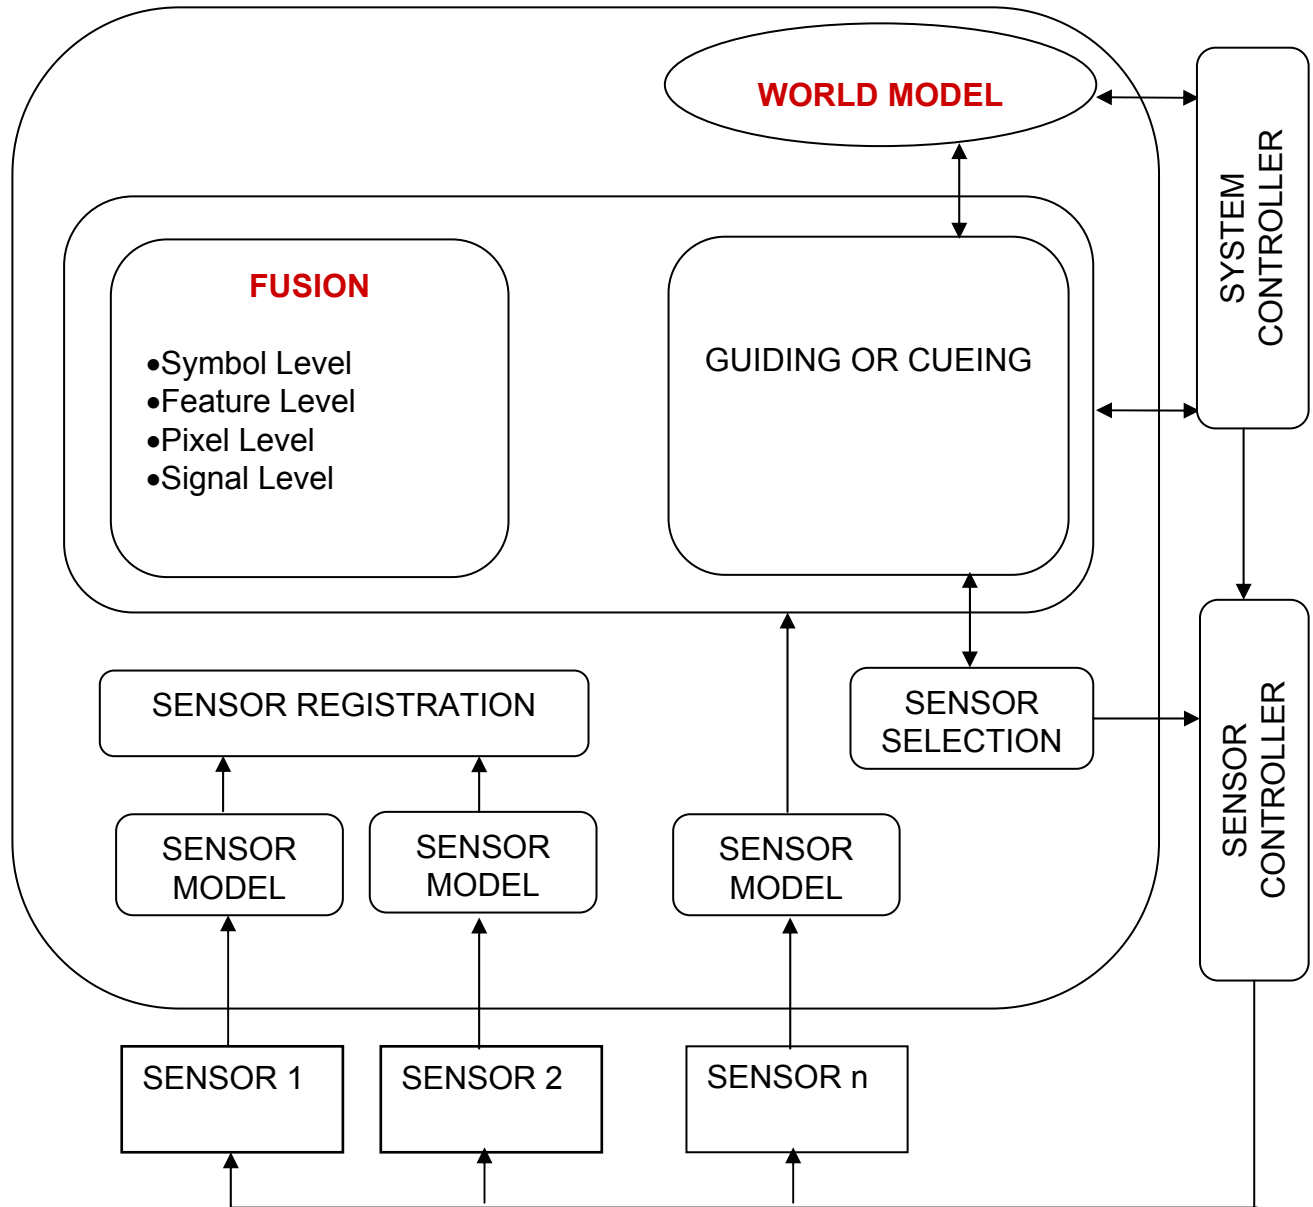 WORLD MODEL
SYSTEM
CONTROLLER
FUSION
•Symbol Level
•Feature Level
•Pixel Level
•Signal Level
GUIDING OR CUEING
SENSOR REGISTRATION
SENSOR
SELECTION
SENSOR
CONTROLLER
SENSOR
MODEL
SENSOR
MODEL
SENSOR
MODEL
SENSOR 1
SENSOR 2
SENSOR n